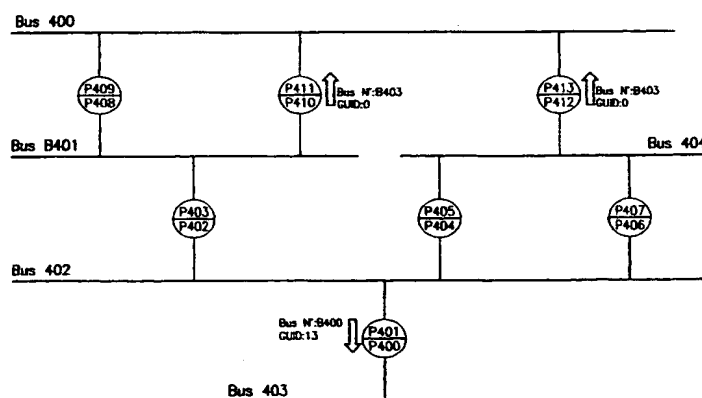 Bus 400
P409
P408
P411
P410
Bus N':B403
GUID:0
P413
P412
Bus N':B403
GUID:0
Bus B401
Bus 404
P403
P402
P405
P404
P407
P406
Bus 402
Bus N':B400
GUID:13
P401
P400
Bus 403